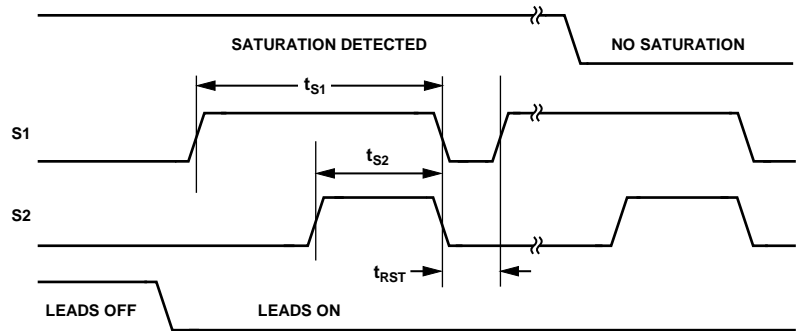 SATURATION DETECTED
NO SATURATION
tS1
S1
tS2
S2
tRST
LEADS OFF
LEADS ON